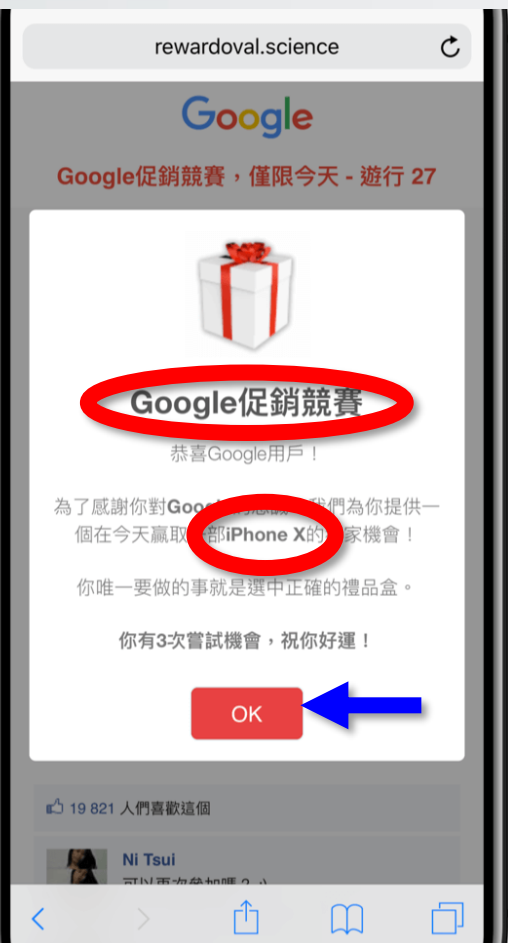 rewardoval.science
Google
Google促銷競賽，僅限今天 - 遊行 27
Google促銷競賽
恭喜Google用戶！
為了感謝你對Goo 我們為你提供一
個在今天贏取 部iPhone X的 家機會！
你唯一要做的事就是選中正確的禮品盒。
你有3次嘗試機會，祝你好運！
OK
19 821 人們喜歡這個
Ni Tsui
可以再次參加嗎？:)